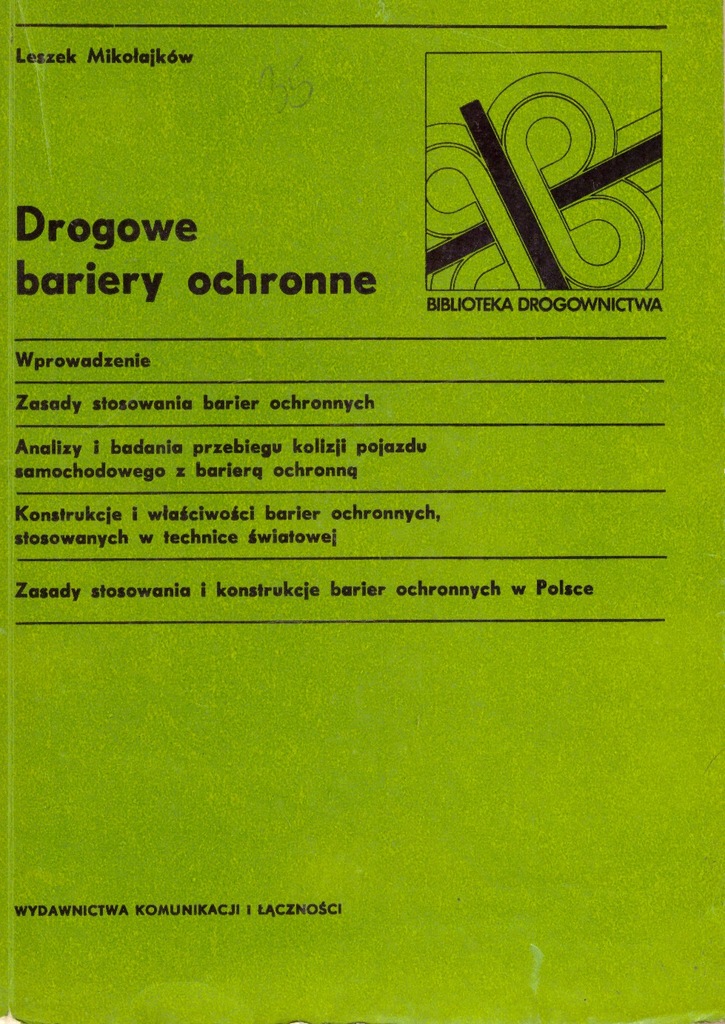 Leszek Mikołajków
35
Drogowe
bariery ochronne
BIBLIOTEKA DROGOWNICTWA
Wprowadzenie
Zasady stosowania barier ochronnych
Analizy i badania przebiegu kolizji pojazdu
samochodowego z barierą ochronną
Konstrukcje i właściwości barier ochronnych,
stosowanych w technice światowej
Zasady stosowania i konstrukcje barier ochronnych w Polsce
WYDAWNICTWA KOMUNIKACJI I ŁĄCZNOŚCI